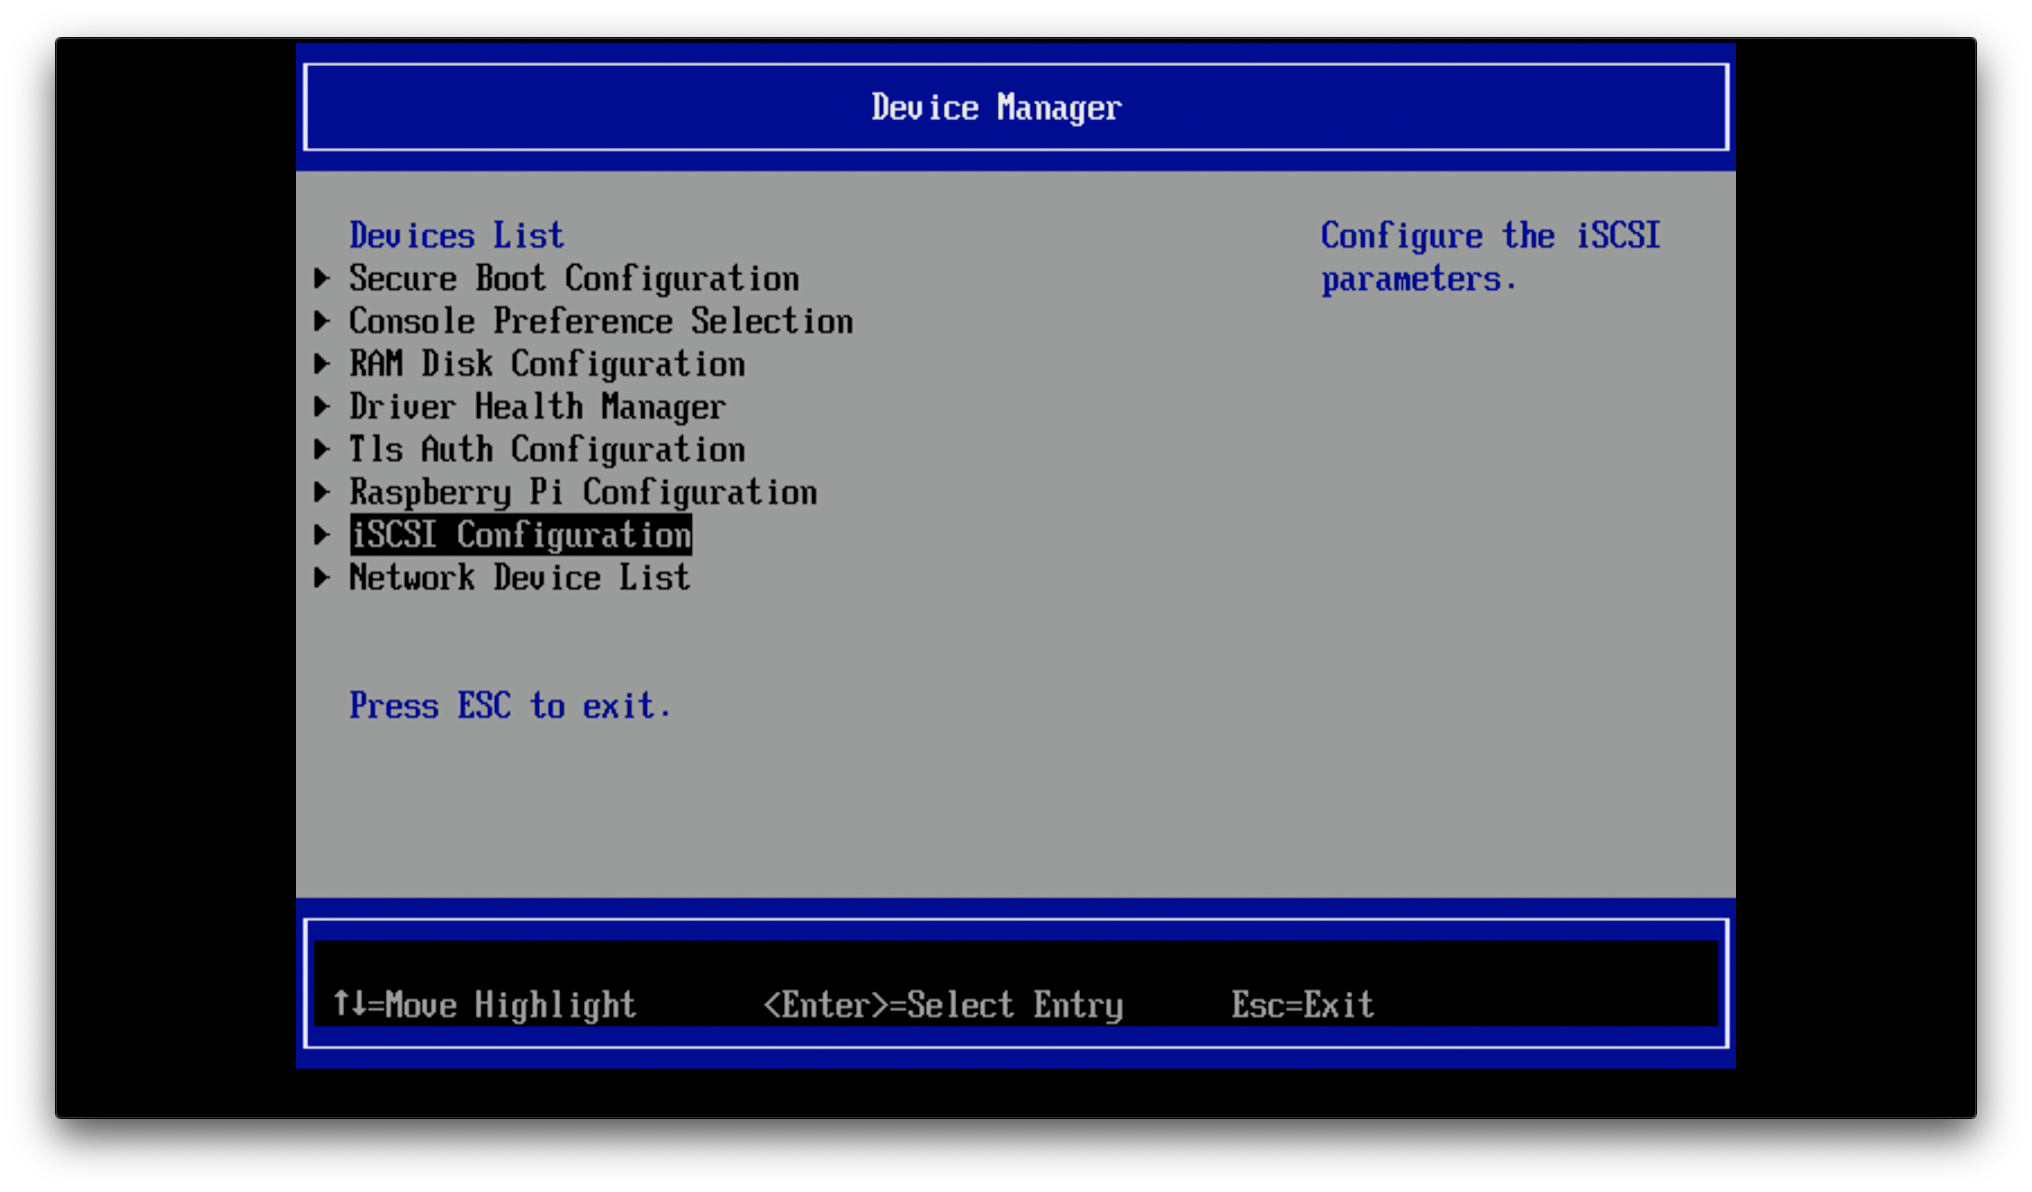 Device Manager
Devices List
Secure Boot Configuration
Console Preference Selection
RAM Disk Configuration
Driver Health Manager
Tls Auth Configuration
Raspberry Pi Configuration
iSCSI Configuration
Network Device List
Press ESC to exit.
Configure the iSCSI
parameters.
↑↓=Move Highlight <Enter>=Select Entry Esc=Exit